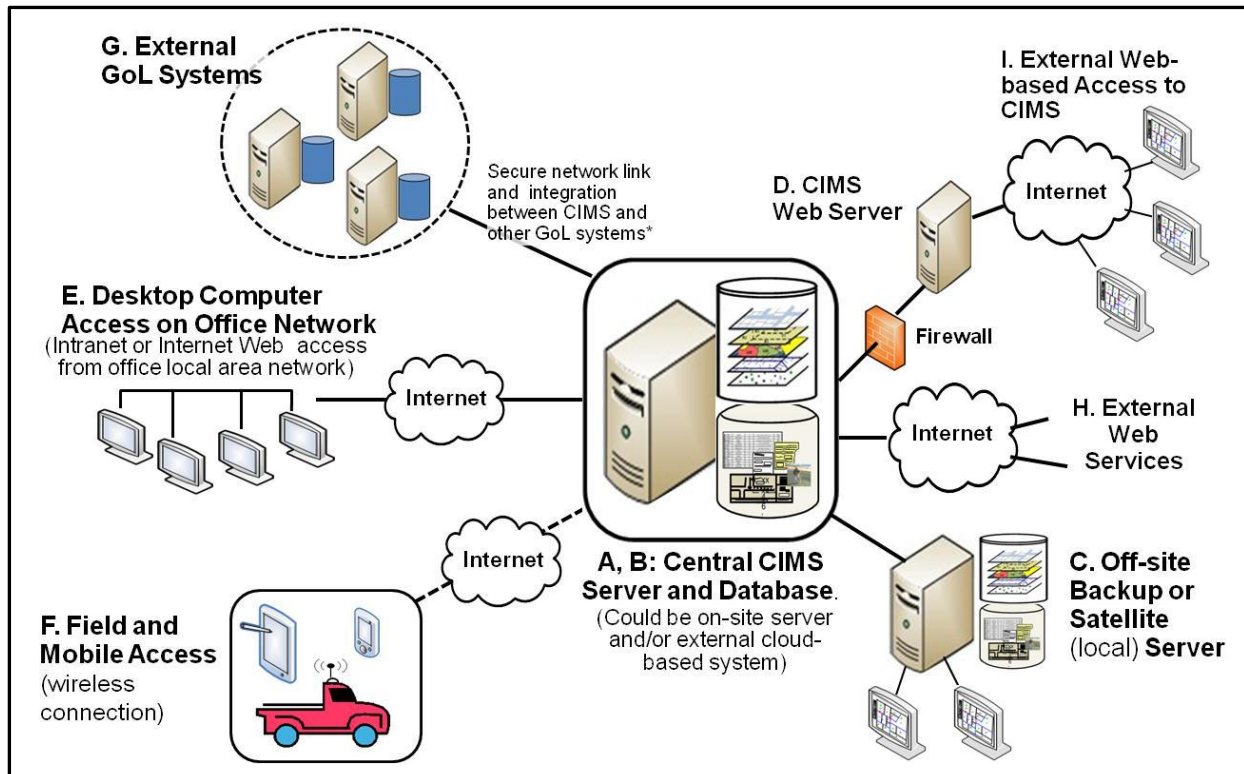 G. External
GoL Systems
Secure network link
and integration
between CIMS and
other GoL systems*
I. External Web-
based Access to
CIMS
Internet
D. CIMS
Web Server
Firewall
E. Desktop Computer
Access on Office Network
(Intranet or Internet Web access
from office local area network)
Internet
Internet
H. External
Web
Services
Internet
A, B: Central CIMS
Server and Database.
(Could be on-site server
and/or external cloud-
based system)
C. Off-site
Backup or
Satellite
(local) Server
F. Field and
Mobile Access
(wireless
connection)